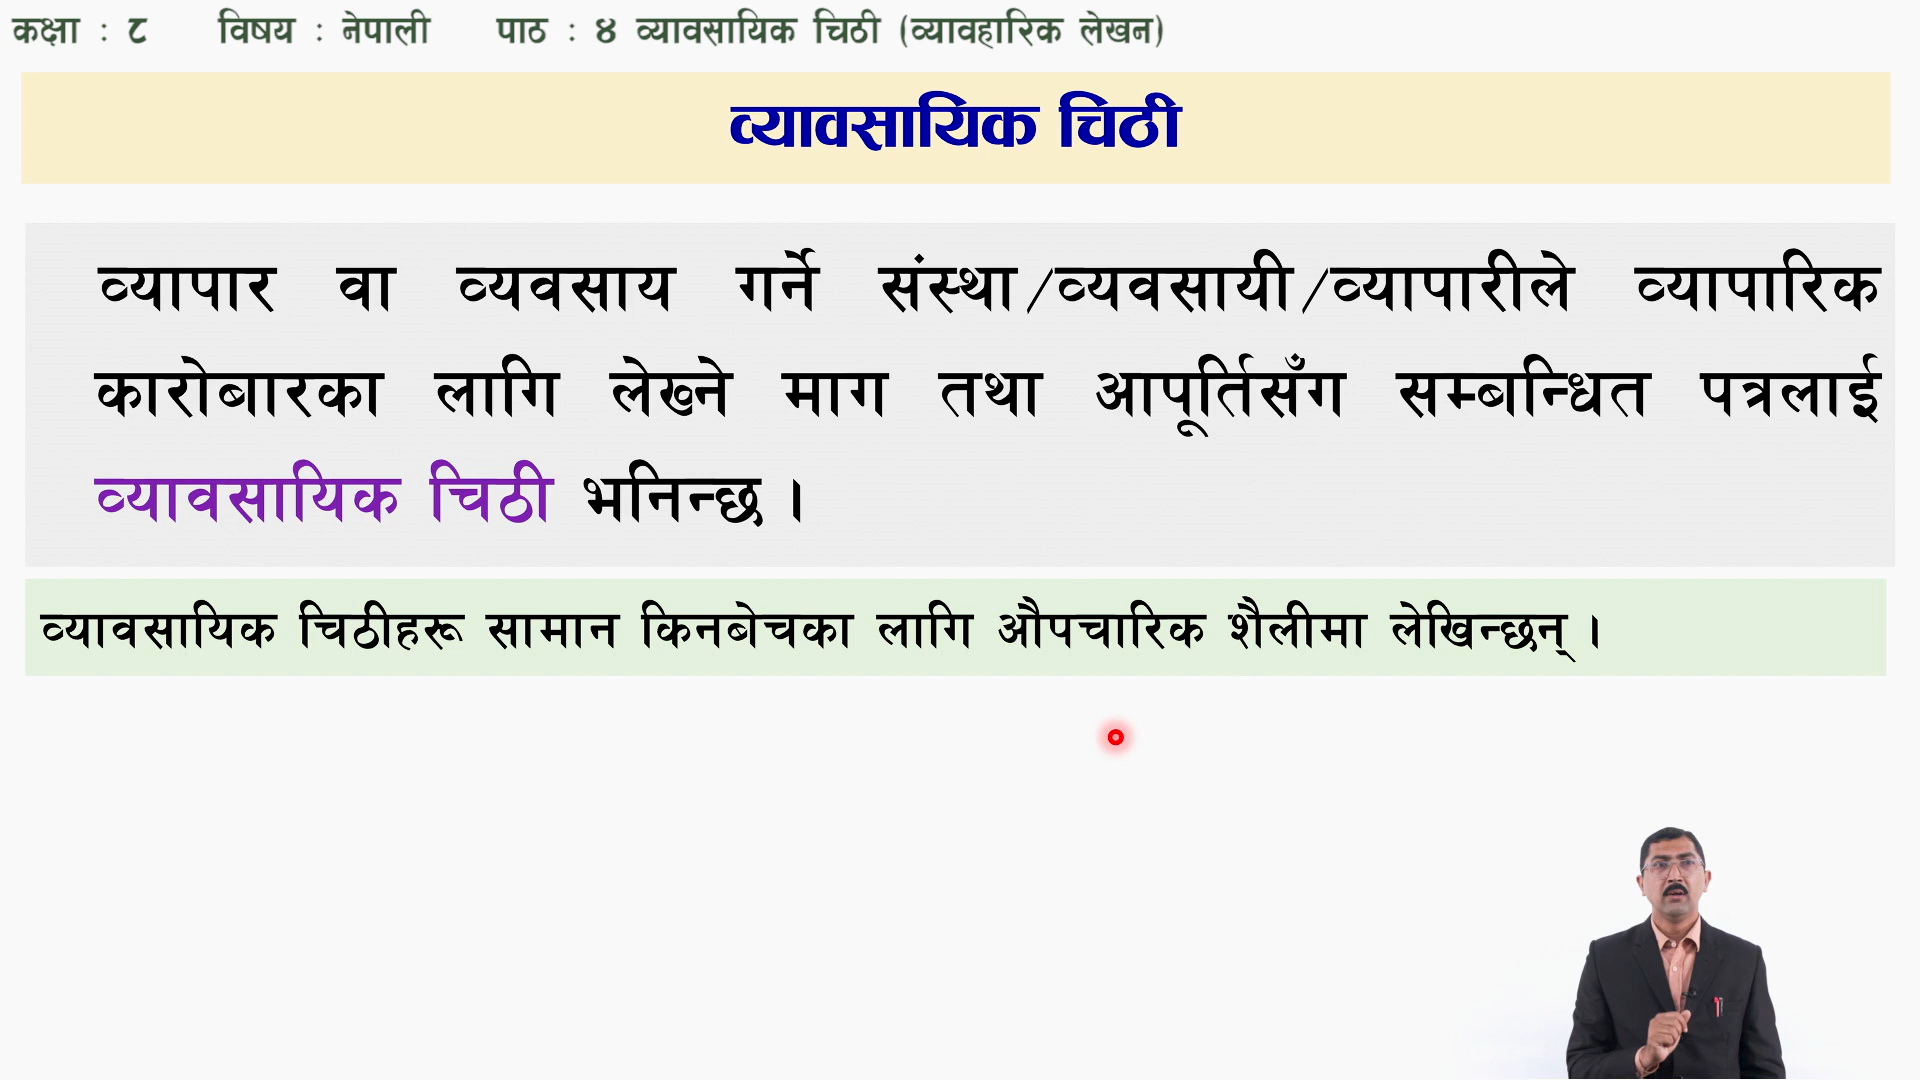 कक्षा : ८ विषय : नेपाली पाठ : ४ व्यावसायिक चिठी (व्यावहारिक लेखन)
व्यावसायिक चिठी
व्यापार वा व्यवसाय गर्ने संस्था/व्यवसायी/व्यापारीले व्यापारिक
कारोबारका लागि लेख्ने माग तथा आपूर्तिसँग सम्बन्धित पत्रलाई
व्यावसायिक चिठी भनिन्छ ।
व्यावसायिक चिठीहरू सामान किनबेचका लागि औपचारिक शैलीमा लेखिन्छन् ।